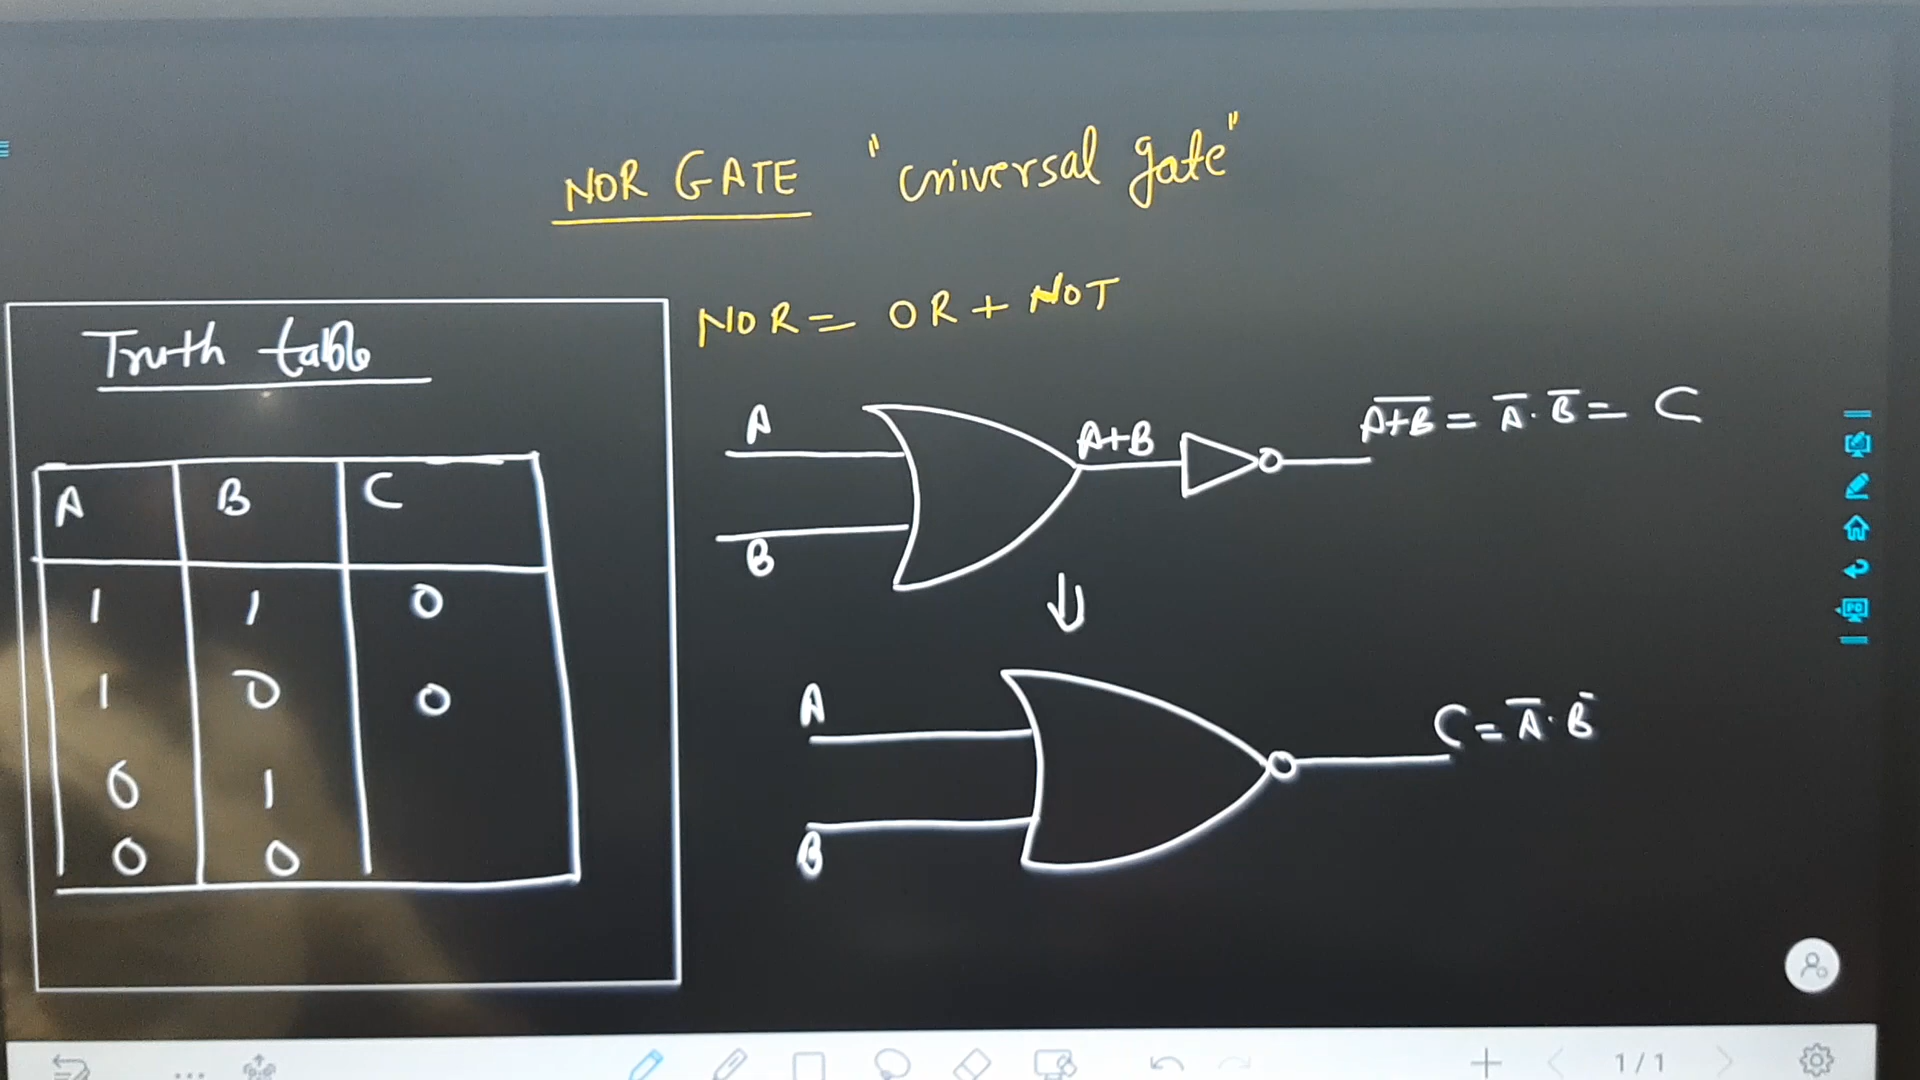 NOR GATE "universal gate"
NOR = OR + NOT
Truth table
A B C
1 1 0
1 0 0
0 1
0 0
A
B
A+B
A̅+̅B̅ = A̅ · B̅ = C
A
B
C = A̅ · B̅
1/1